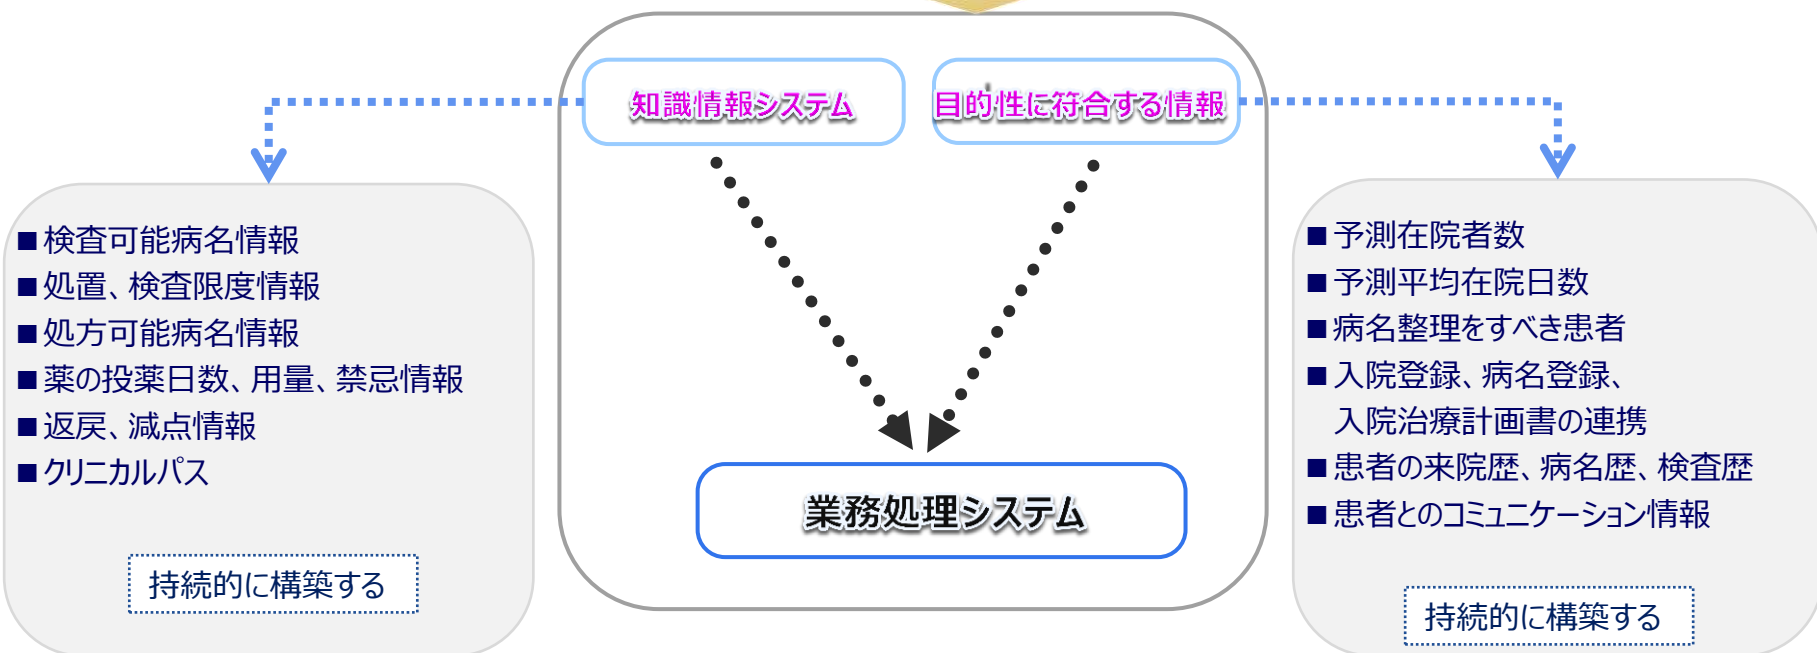 知識情報システム
目的性に符合する情報
■検査可能病名情報
■処置、検査限度情報
■処方可能病名情報
■薬の投薬日数、用量、禁忌情報
■返戻、減点情報
■クリニカルパス
持続的に構築する
業務処理システム
■予測在院者数
■予測平均在院日数
■病名整理をすべき患者
■入院登録、病名登録、
入院治療計画書の連携
■患者の来院歴、病名歴、検査歴
■患者とのコミュニケーション情報
持続的に構築する